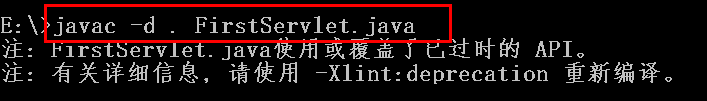 E:\>javac -d . FirstServlet.java
注: FirstServlet.java使用或覆盖了已过时的 API。
注: 有关详细信息, 请使用 -Xlint:deprecation 重新编译。